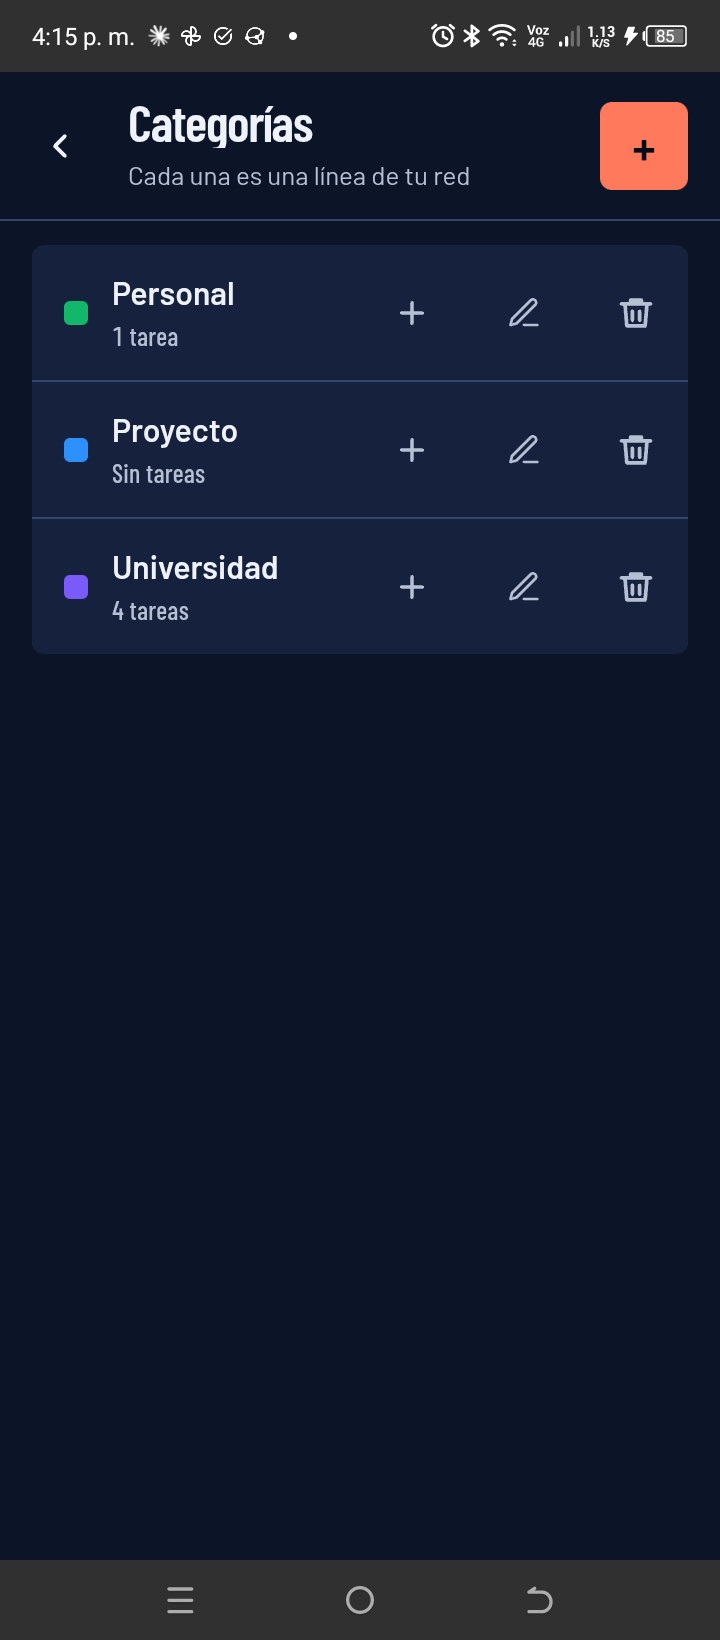 4:15 p. m.
Voz 4G
1.13 K/S
85
Categorías
Cada una es una línea de tu red
+
Personal
1 tarea
Proyecto
Sin tareas
Universidad
4 tareas